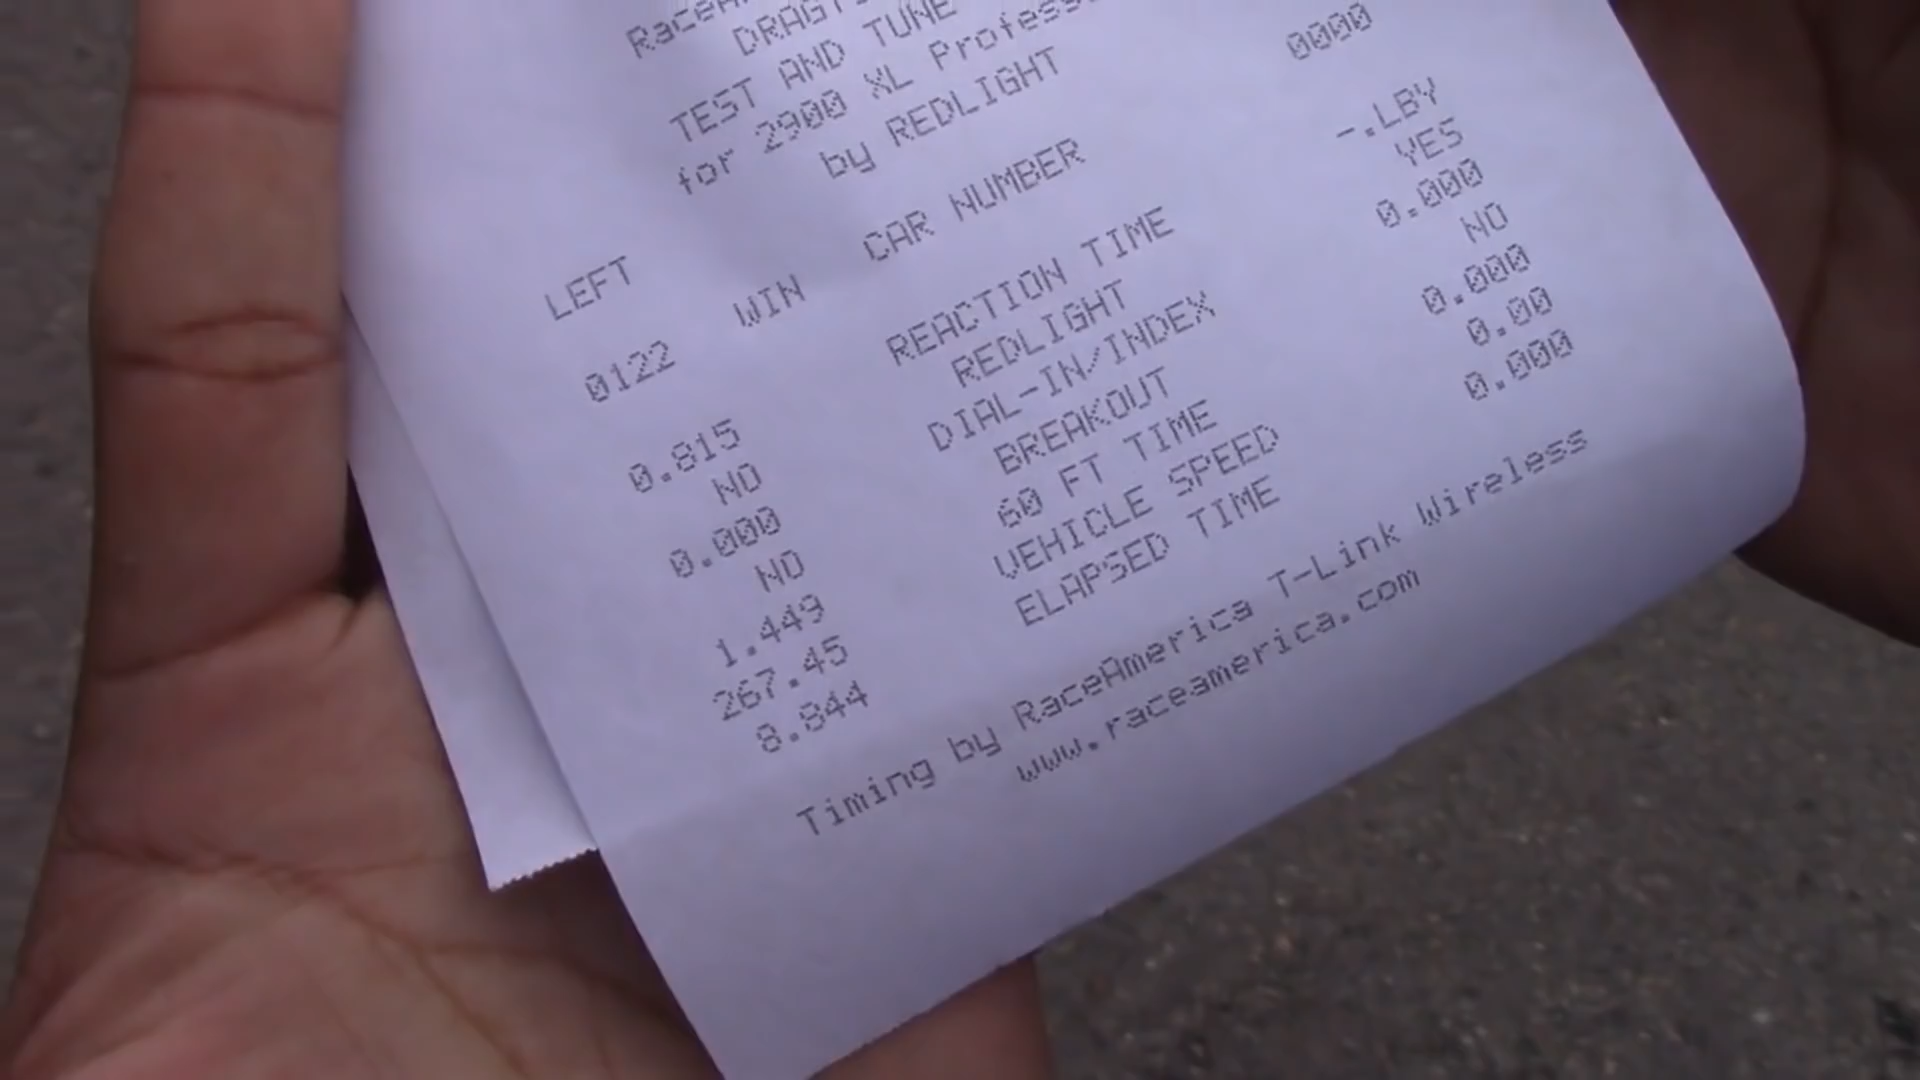 TEST AND TUNE
for 2900 XL
by REDLIGHT
LEFT
0122 WIN CAR NUMBER 0000
0.815 REACTION TIME -.LBY
NO REDLIGHT YES
0.000 DIAL-IN/INDEX 0.000
NO BREAKOUT NO
1.449 60 FT TIME 0.000
267.45 VEHICLE SPEED 0.00
8.844 ELAPSED TIME 0.000
Timing by RaceAmerica T-Link Wireless
www.raceamerica.com